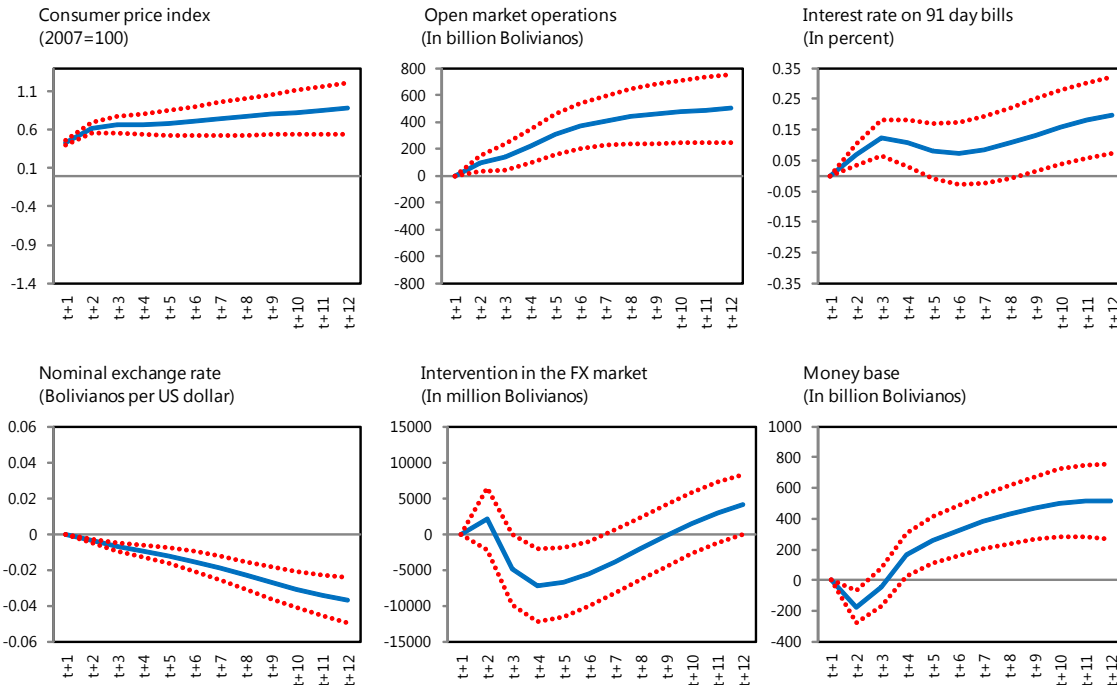 Consumer price index
(2007=100)
1.1
0.6
0.1
-0.4
-0.9
-1.4
t+1
t+2
t+3
t+4
t+5
t+6
t+7
t+8
t+9
t+10
t+11
t+12
Open market operations
(In billion Bolivianos)
800
600
400
200
0
-200
-400
-600
-800
t+1
t+2
t+3
t+4
t+5
t+6
t+7
t+8
t+9
t+10
t+11
t+12
Interest rate on 91 day bills
(In percent)
0.35
0.25
0.15
0.05
-0.05
-0.15
-0.25
-0.35
t+1
t+2
t+3
t+4
t+5
t+6
t+7
t+8
t+9
t+10
t+11
t+12
Nominal exchange rate
(Bolivianos per US dollar)
0.06
0.04
0.02
0
-0.02
-0.04
-0.06
t+1
t+2
t+3
t+4
t+5
t+6
t+7
t+8
t+9
t+10
t+11
t+12
Intervention in the FX market
(In million Bolivianos)
15000
10000
5000
0
-5000
-10000
-15000
t+1
t+2
t+3
t+4
t+5
t+6
t+7
t+8
t+9
t+10
t+11
t+12
Money base
(In billion Bolivianos)
1000
800
600
400
200
0
-200
-400
t+1
t+2
t+3
t+4
t+5
t+6
t+7
t+8
t+9
t+10
t+11
t+12